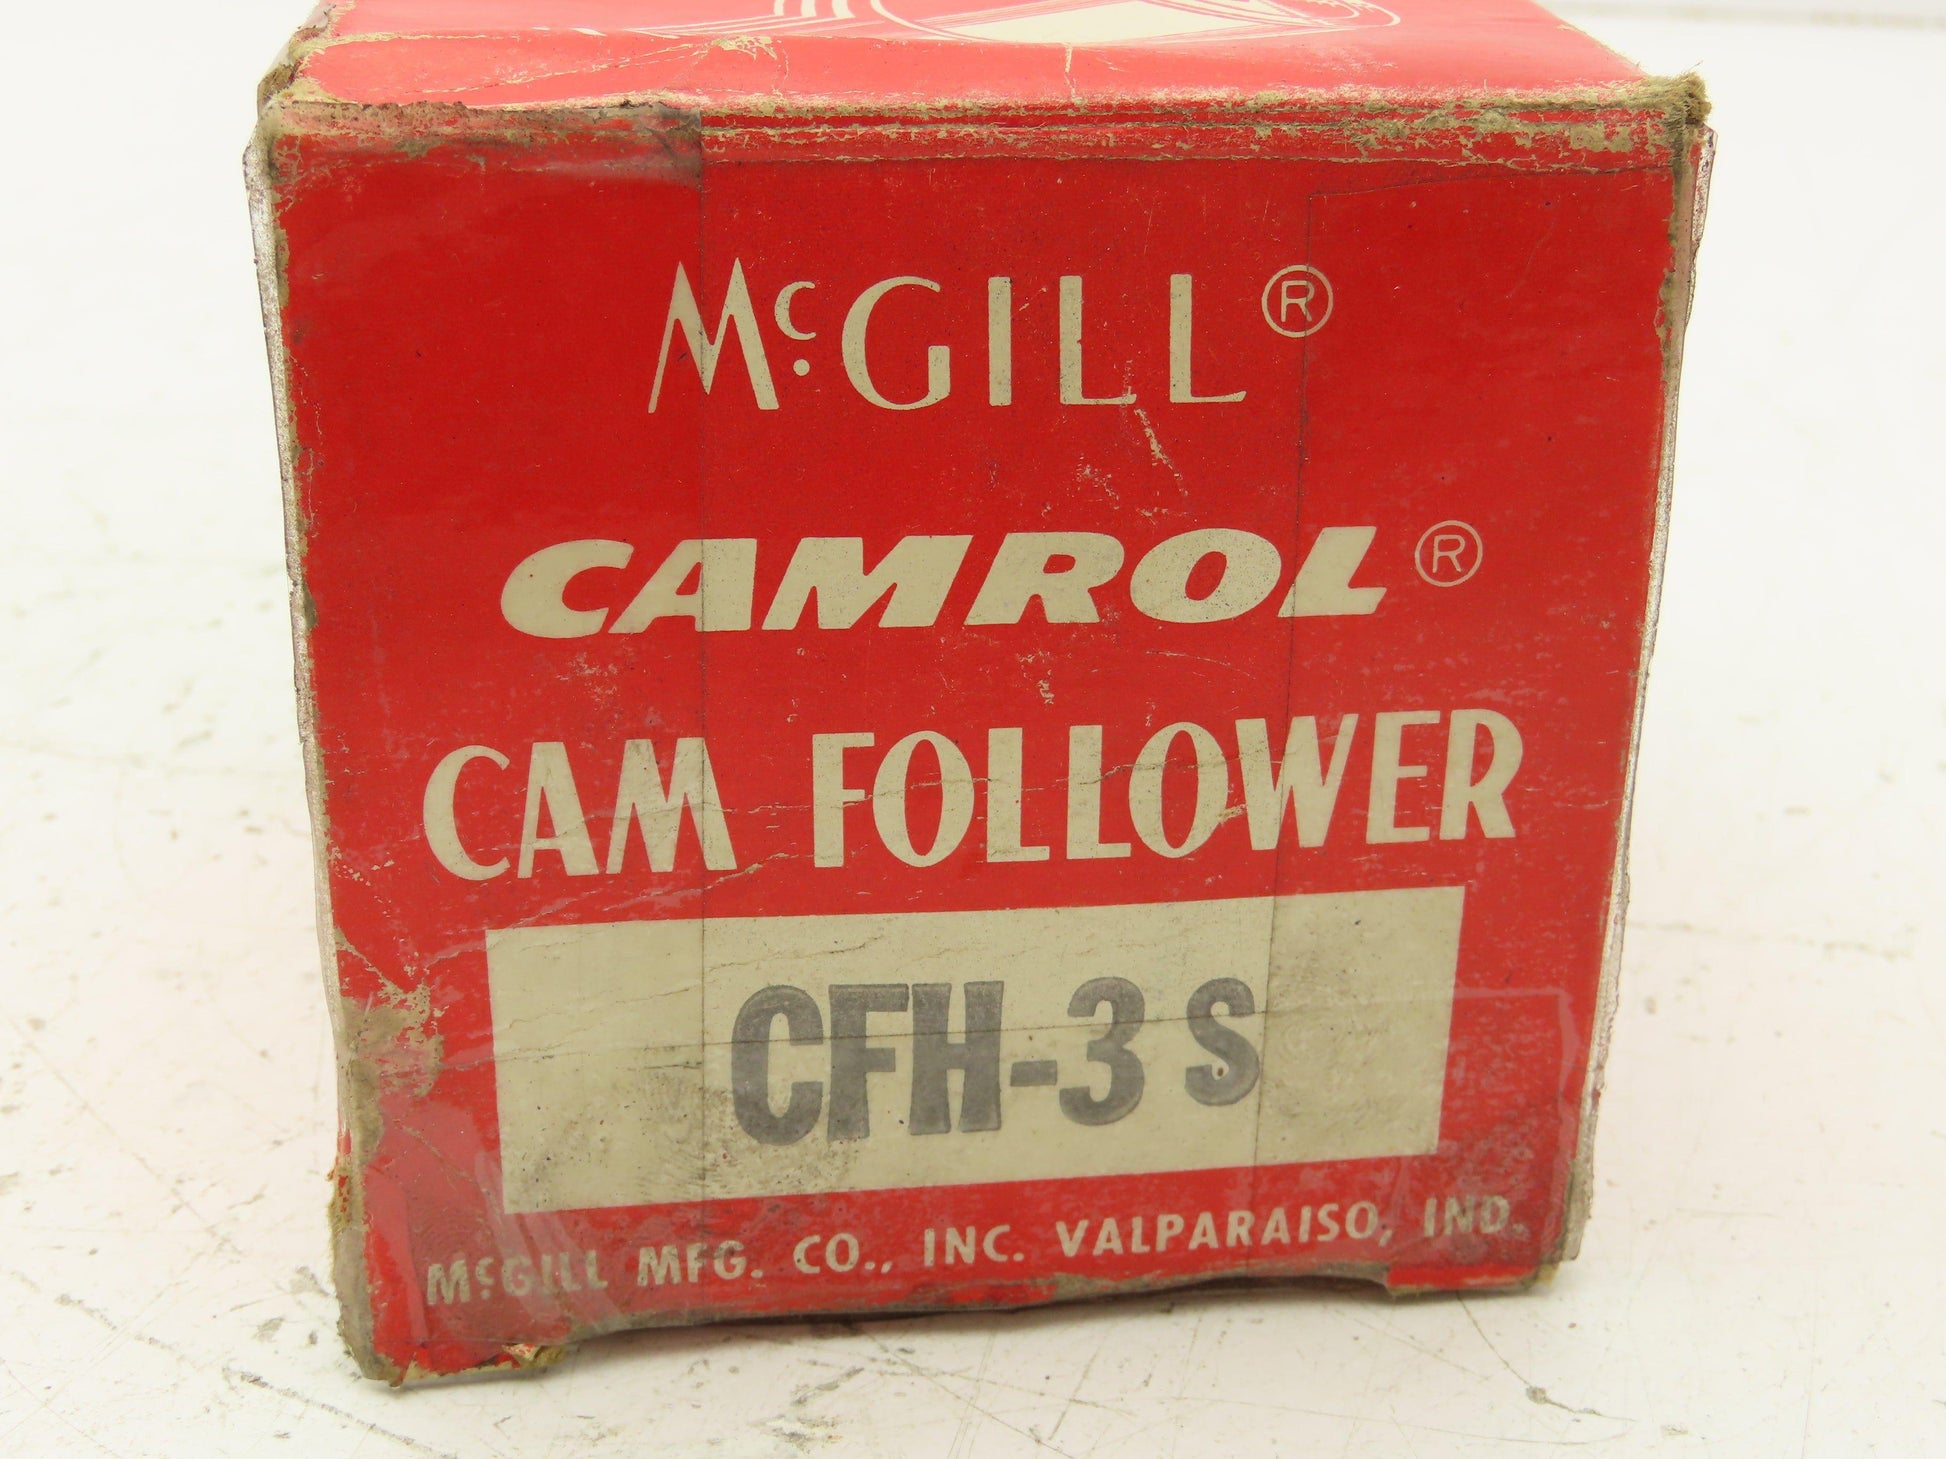 McGILL®
CAMROL®
CAM FOLLOWER
CFH-3 S
McGILL MFG. CO., INC. VALPARAISO, IND.